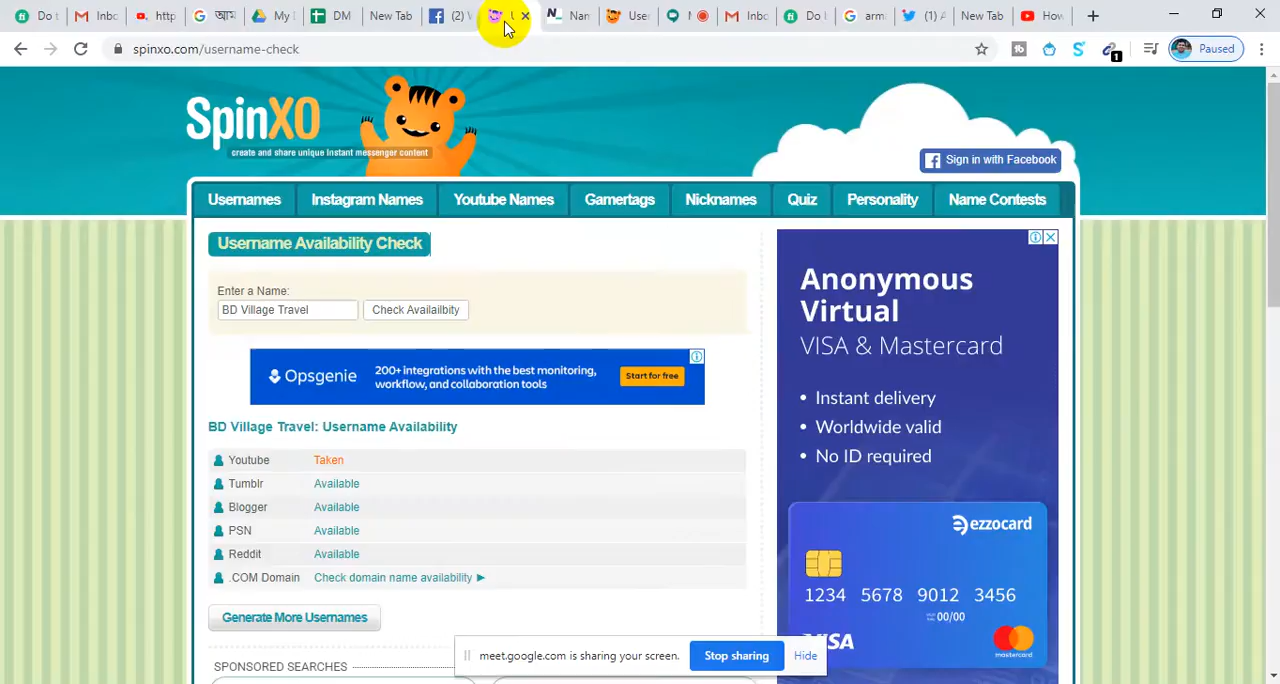 Do t
Inbc
http
আম
My I
DM
New Tab
(2)
Nan
User
Inbc
Do l
arm
(1) A
New Tab
How
spinxo.com/username-check
1
Paused
SpinXO
create and share unique Instant messenger content
Sign in with Facebook
Usernames Instagram Names Youtube Names Gamertags Nicknames Quiz Personality Name Contests
Username Availability Check
Enter a Name:
BD Village Travel Check Availailbity
Opsgenie
200+ integrations with the best monitoring,
workflow, and collaboration tools
Start for free
BD Village Travel: Username Availability
Youtube Taken
Tumblr Available
Blogger Available
PSN Available
Reddit Available
.COM Domain Check domain name availability ►
Generate More Usernames
SPONSORED SEARCHES
Anonymous
Virtual
VISA & Mastercard
• Instant delivery
• Worldwide valid
• No ID required
ezzocard
1234 5678 9012 3456
00/00
VISA
mastercard
meet.google.com is sharing your screen. Stop sharing Hide